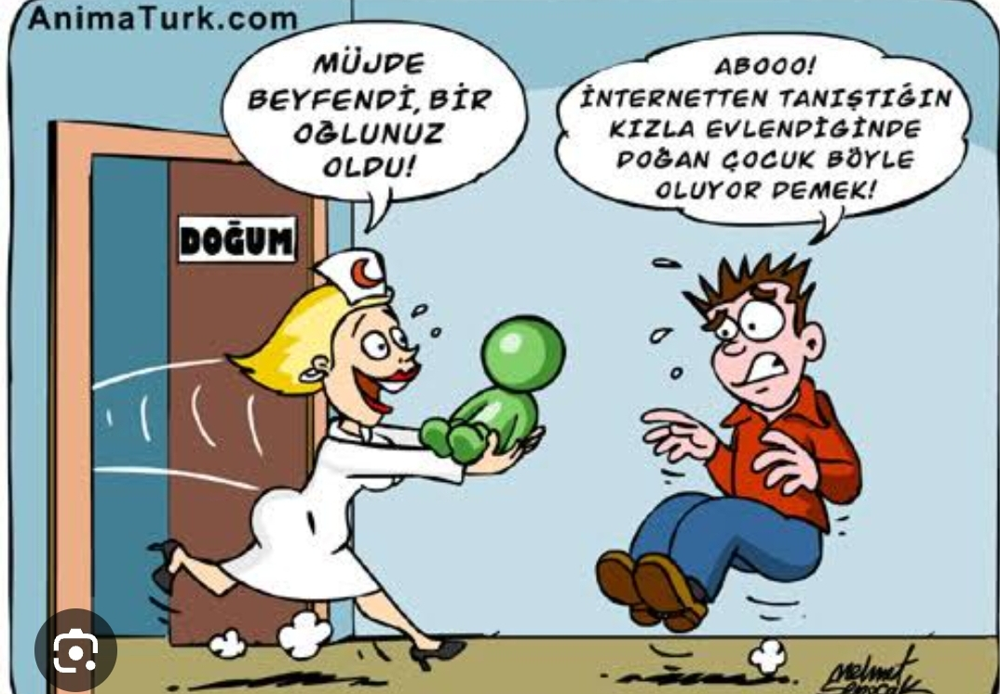 AnimaTurk.com
MÜJDE
BEYFENDİ, BİR
OĞLUNUZ
OLDU!
ABOOO!
İNTERNETTEN TANIŞTIĞIN
KIZLA EVLENDİGİNDE
DOĞAN ÇOCUK BÖYLE
OLUYOR DEMEK!
DOĞUM